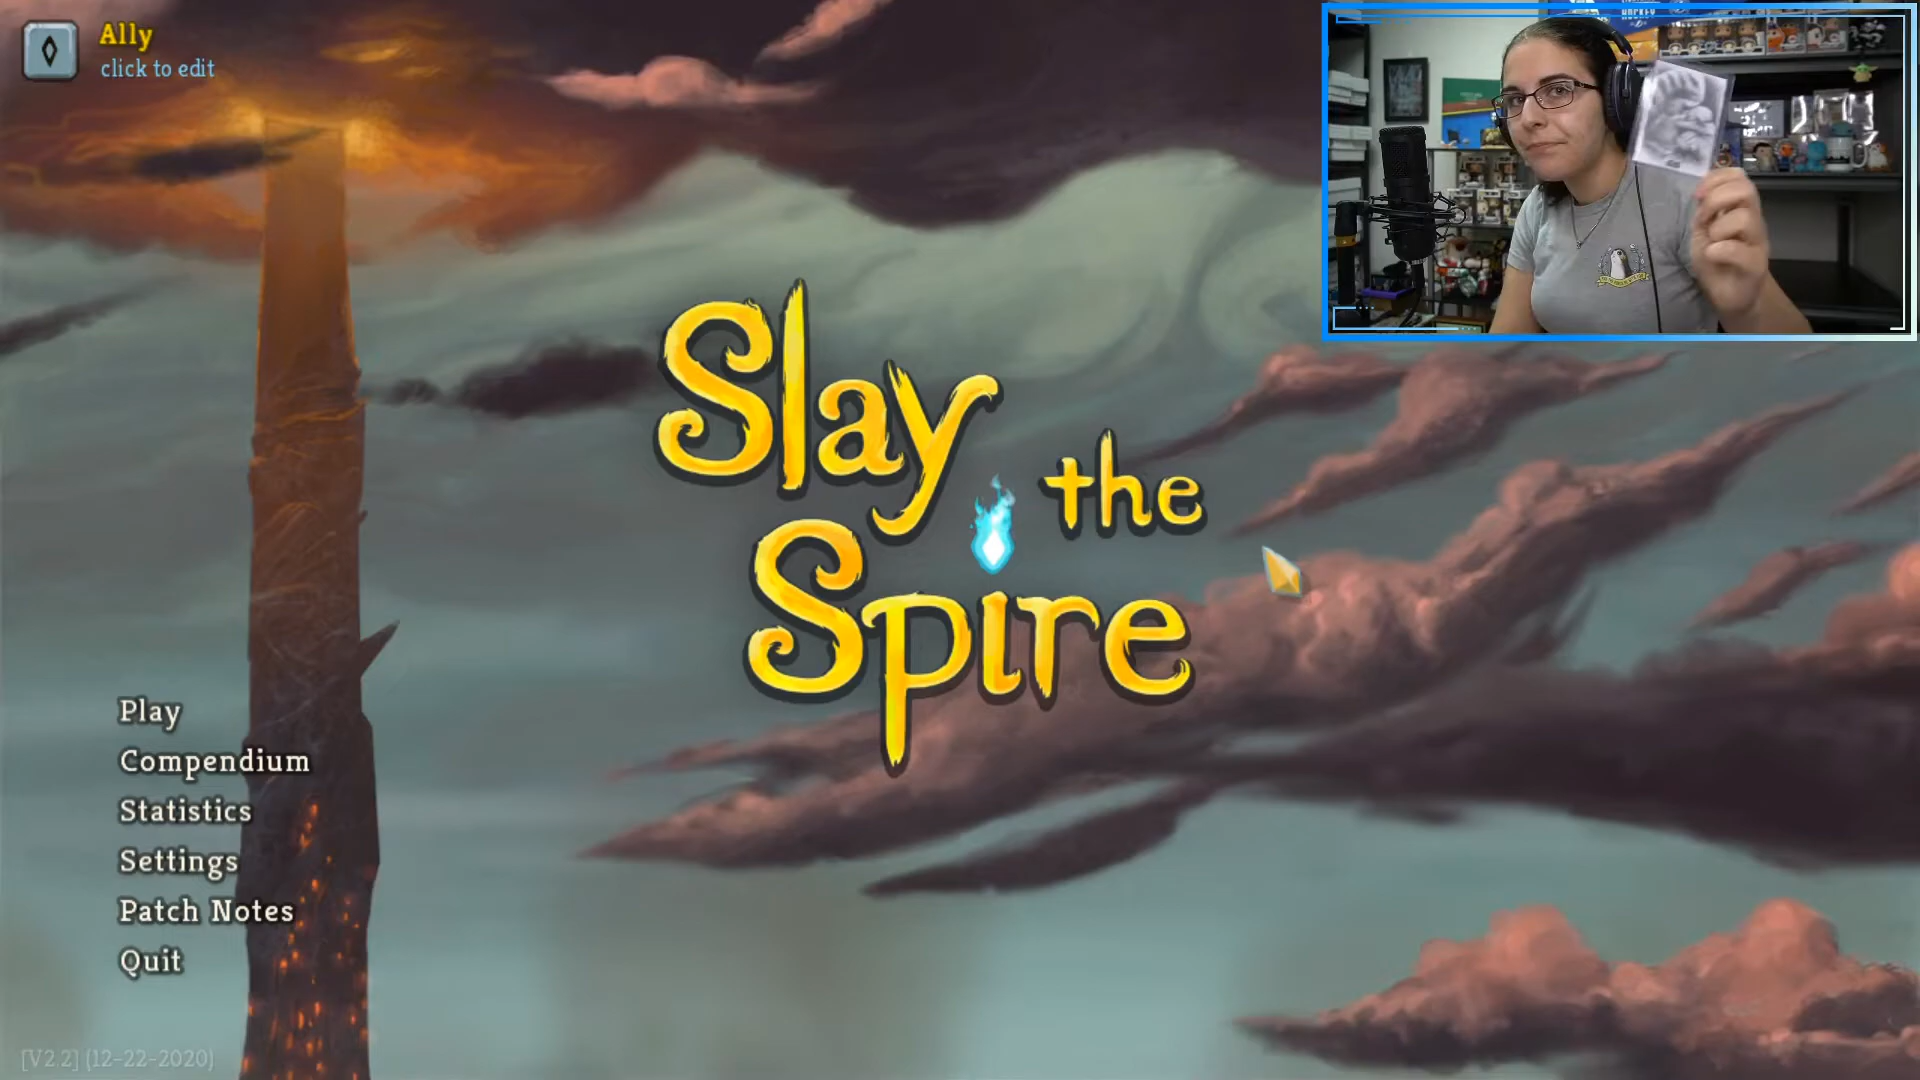 Ally
click to edit
Slay
the
Spire
Play
Compendium
Statistics
Settings
Patch Notes
Quit
[V2.2] (12-22-2020)